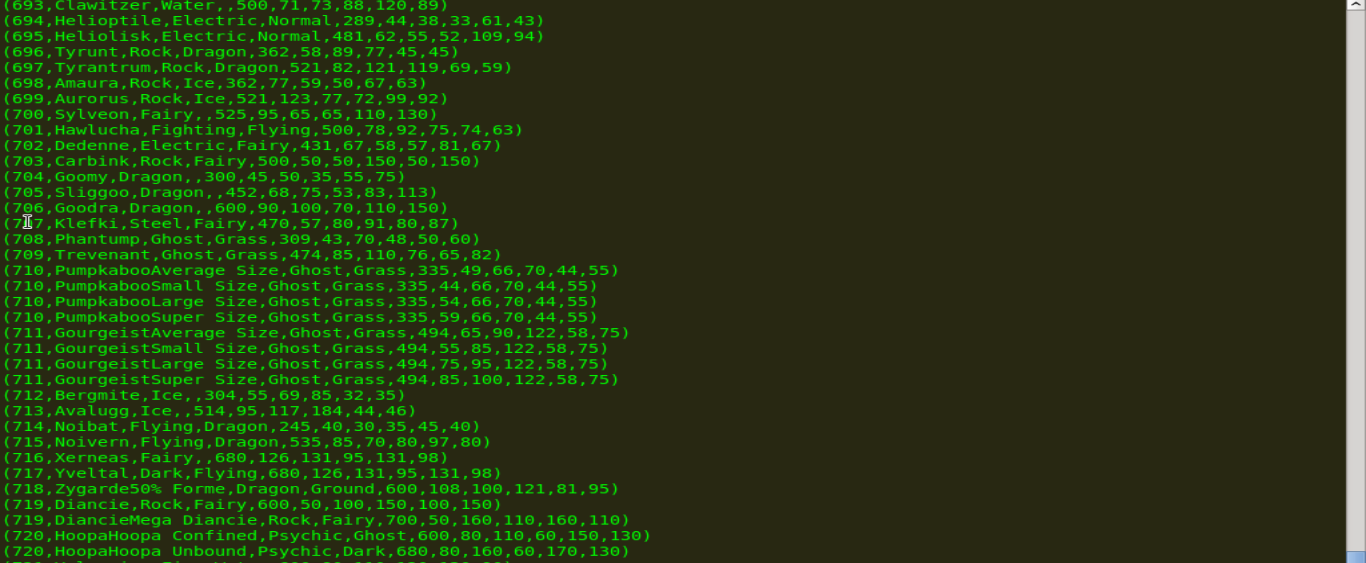 (693,Clawitzer,Water,,500,71,73,88,120,89)
(694,Helioptile,Electric,Normal,289,44,38,33,61,43)
(695,Heliolisk,Electric,Normal,481,62,55,52,109,94)
(696,Tyrunt,Rock,Dragon,362,58,89,77,45,45)
(697,Tyrantrum,Rock,Dragon,521,82,121,119,69,59)
(698,Amaura,Rock,Ice,362,77,59,50,67,63)
(699,Aurorus,Rock,Ice,521,123,77,72,99,92)
(700,Sylveon,Fairy,,525,95,65,65,110,130)
(701,Hawlucha,Fighting,Flying,500,78,92,75,74,63)
(702,Dedenne,Electric,Fairy,431,67,58,57,81,67)
(703,Carbink,Rock,Fairy,500,50,50,150,50,150)
(704,Goomy,Dragon,,300,45,50,35,55,75)
(705,Sliggoo,Dragon,,452,68,75,53,83,113)
(706,Goodra,Dragon,,600,90,100,70,110,150)
(707,Klefki,Steel,Fairy,470,57,80,91,80,87)
(708,Phantump,Ghost,Grass,309,43,70,48,50,60)
(709,Trevenant,Ghost,Grass,474,85,110,76,65,82)
(710,PumpkabooAverage Size,Ghost,Grass,335,49,66,70,44,55)
(710,PumpkabooSmall Size,Ghost,Grass,335,44,66,70,44,55)
(710,PumpkabooLarge Size,Ghost,Grass,335,54,66,70,44,55)
(710,PumpkabooSuper Size,Ghost,Grass,335,59,66,70,44,55)
(711,GourgeistAverage Size,Ghost,Grass,494,65,90,122,58,75)
(711,GourgeistSmall Size,Ghost,Grass,494,55,85,122,58,75)
(711,GourgeistLarge Size,Ghost,Grass,494,75,95,122,58,75)
(711,GourgeistSuper Size,Ghost,Grass,494,85,100,122,58,75)
(712,Bergmite,Ice,,304,55,69,85,32,35)
(713,Avalugg,Ice,,514,95,117,184,44,46)
(714,Noibat,Flying,Dragon,245,40,30,35,45,40)
(715,Noivern,Flying,Dragon,535,85,70,80,97,80)
(716,Xerneas,Fairy,,680,126,131,95,131,98)
(717,Yveltal,Dark,Flying,680,126,131,95,131,98)
(718,Zygarde50% Forme,Dragon,Ground,600,108,100,121,81,95)
(719,Diancie,Rock,Fairy,600,50,100,150,100,150)
(719,DiancieMega Diancie,Rock,Fairy,700,50,160,110,160,110)
(720,HoopaHoopa Confined,Psychic,Ghost,600,80,110,60,150,130)
(720,HoopaHoopa Unbound,Psychic,Dark,680,80,160,60,170,130)